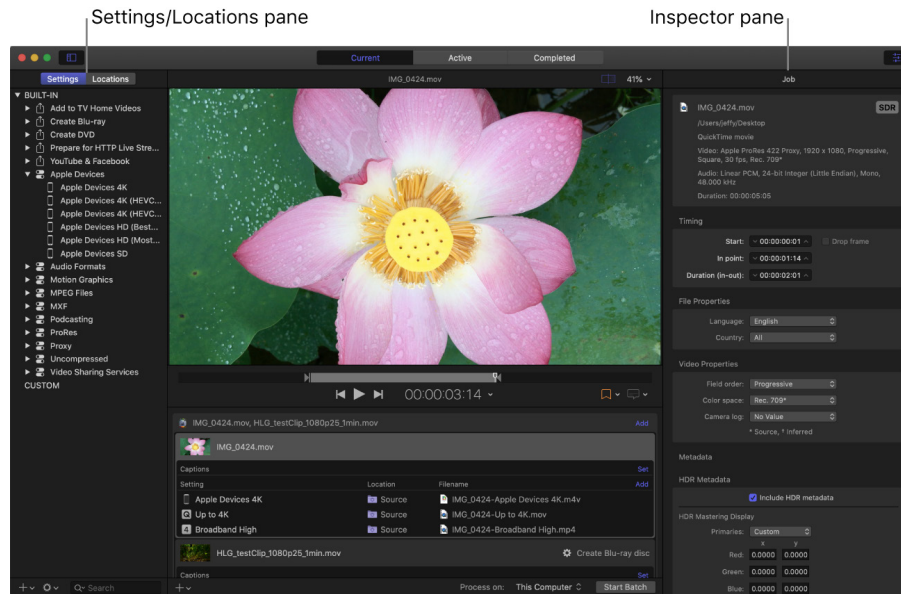 Settings/Locations pane
Inspector pane
Current
Active
Completed
Settings
Locations
IMG_0424.mov
41%
Job
BUILT-IN
Add to TV Home Videos
Create Blu-ray
Create DVD
Prepare for HTTP Live Stre...
YouTube & Facebook
Apple Devices
Apple Devices 4K
Apple Devices 4K (HEVC...
Apple Devices 4K (HEVC...
Apple Devices HD (Best...
Apple Devices HD (Most...
Apple Devices SD
Audio Formats
Motion Graphics
MPEG Files
MXF
Podcasting
ProRes
Proxy
Uncompressed
Video Sharing Services
CUSTOM
Search
00:00:03:14
IMG_0424.mov, HLG_testClip_1080p25_1min.mov
Add
IMG_0424.mov
Captions
Set
Setting
Location
Filename
Add
Apple Devices 4K
Source
IMG_0424-Apple Devices 4K.m4v
Up to 4K
Source
IMG_0424-Up to 4K.mov
4
Broadband High
Source
IMG_0424-Broadband High.mp4
HLG_testClip_1080p25_1min.mov
Create Blu-ray disc
Captions
Set
Process on:
This Computer
Start Batch
IMG_0424.mov
SDR
/Users/jeffy/Desktop
QuickTime movie
Video: Apple ProRes 422 Proxy, 1920 x 1080, Progressive,
Square, 30 fps, Rec. 709*
Audio: Linear PCM, 24-bit Integer (Little Endian), Mono,
48.000 kHz
Duration: 00:00:05:05
Timing
Start: 00:00:00:01
Drop frame
In point: 00:00:01:14
Duration (in-out): 00:00:02:01
File Properties
Language: English
Country: All
Video Properties
Field order: Progressive
Color space: Rec. 709*
Camera log: No Value
* Source, † Inferred
Metadata
HDR Metadata
Include HDR metadata
HDR Mastering Display
Primaries: Custom
x y
Red: 0.0000 0.0000
Green: 0.0000 0.0000
Blue: 0.0000 0.0000